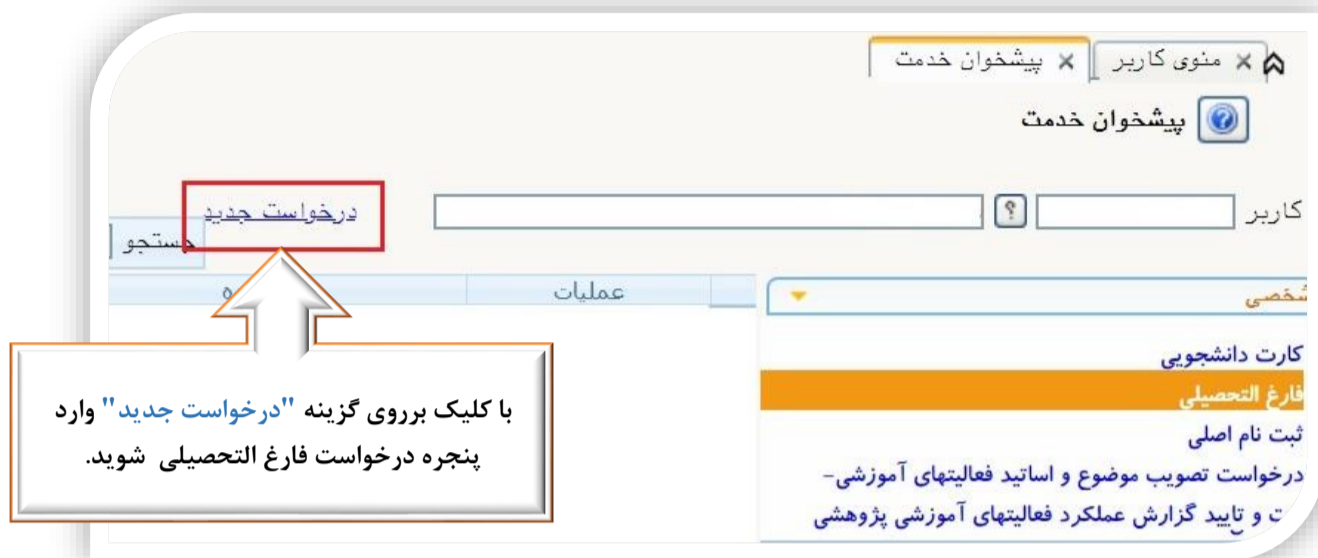 منوی کاربر
پیشخوان خدمت
پیشخوان خدمت
کاربر
؟
درخواست جدید
جستجو
عملیات
شخصی
کارت دانشجویی
فارغ التحصیلی
ثبت نام اصلی
درخواست تصویب موضوع و اساتید فعالیتهای آموزشی-
ت و تایید گزارش عملکرد فعالیتهای آموزشی پژوهشی
با کلیک برروی گزینه "درخواست جدید" وارد
پنجره درخواست فارغ التحصیلی شوید.